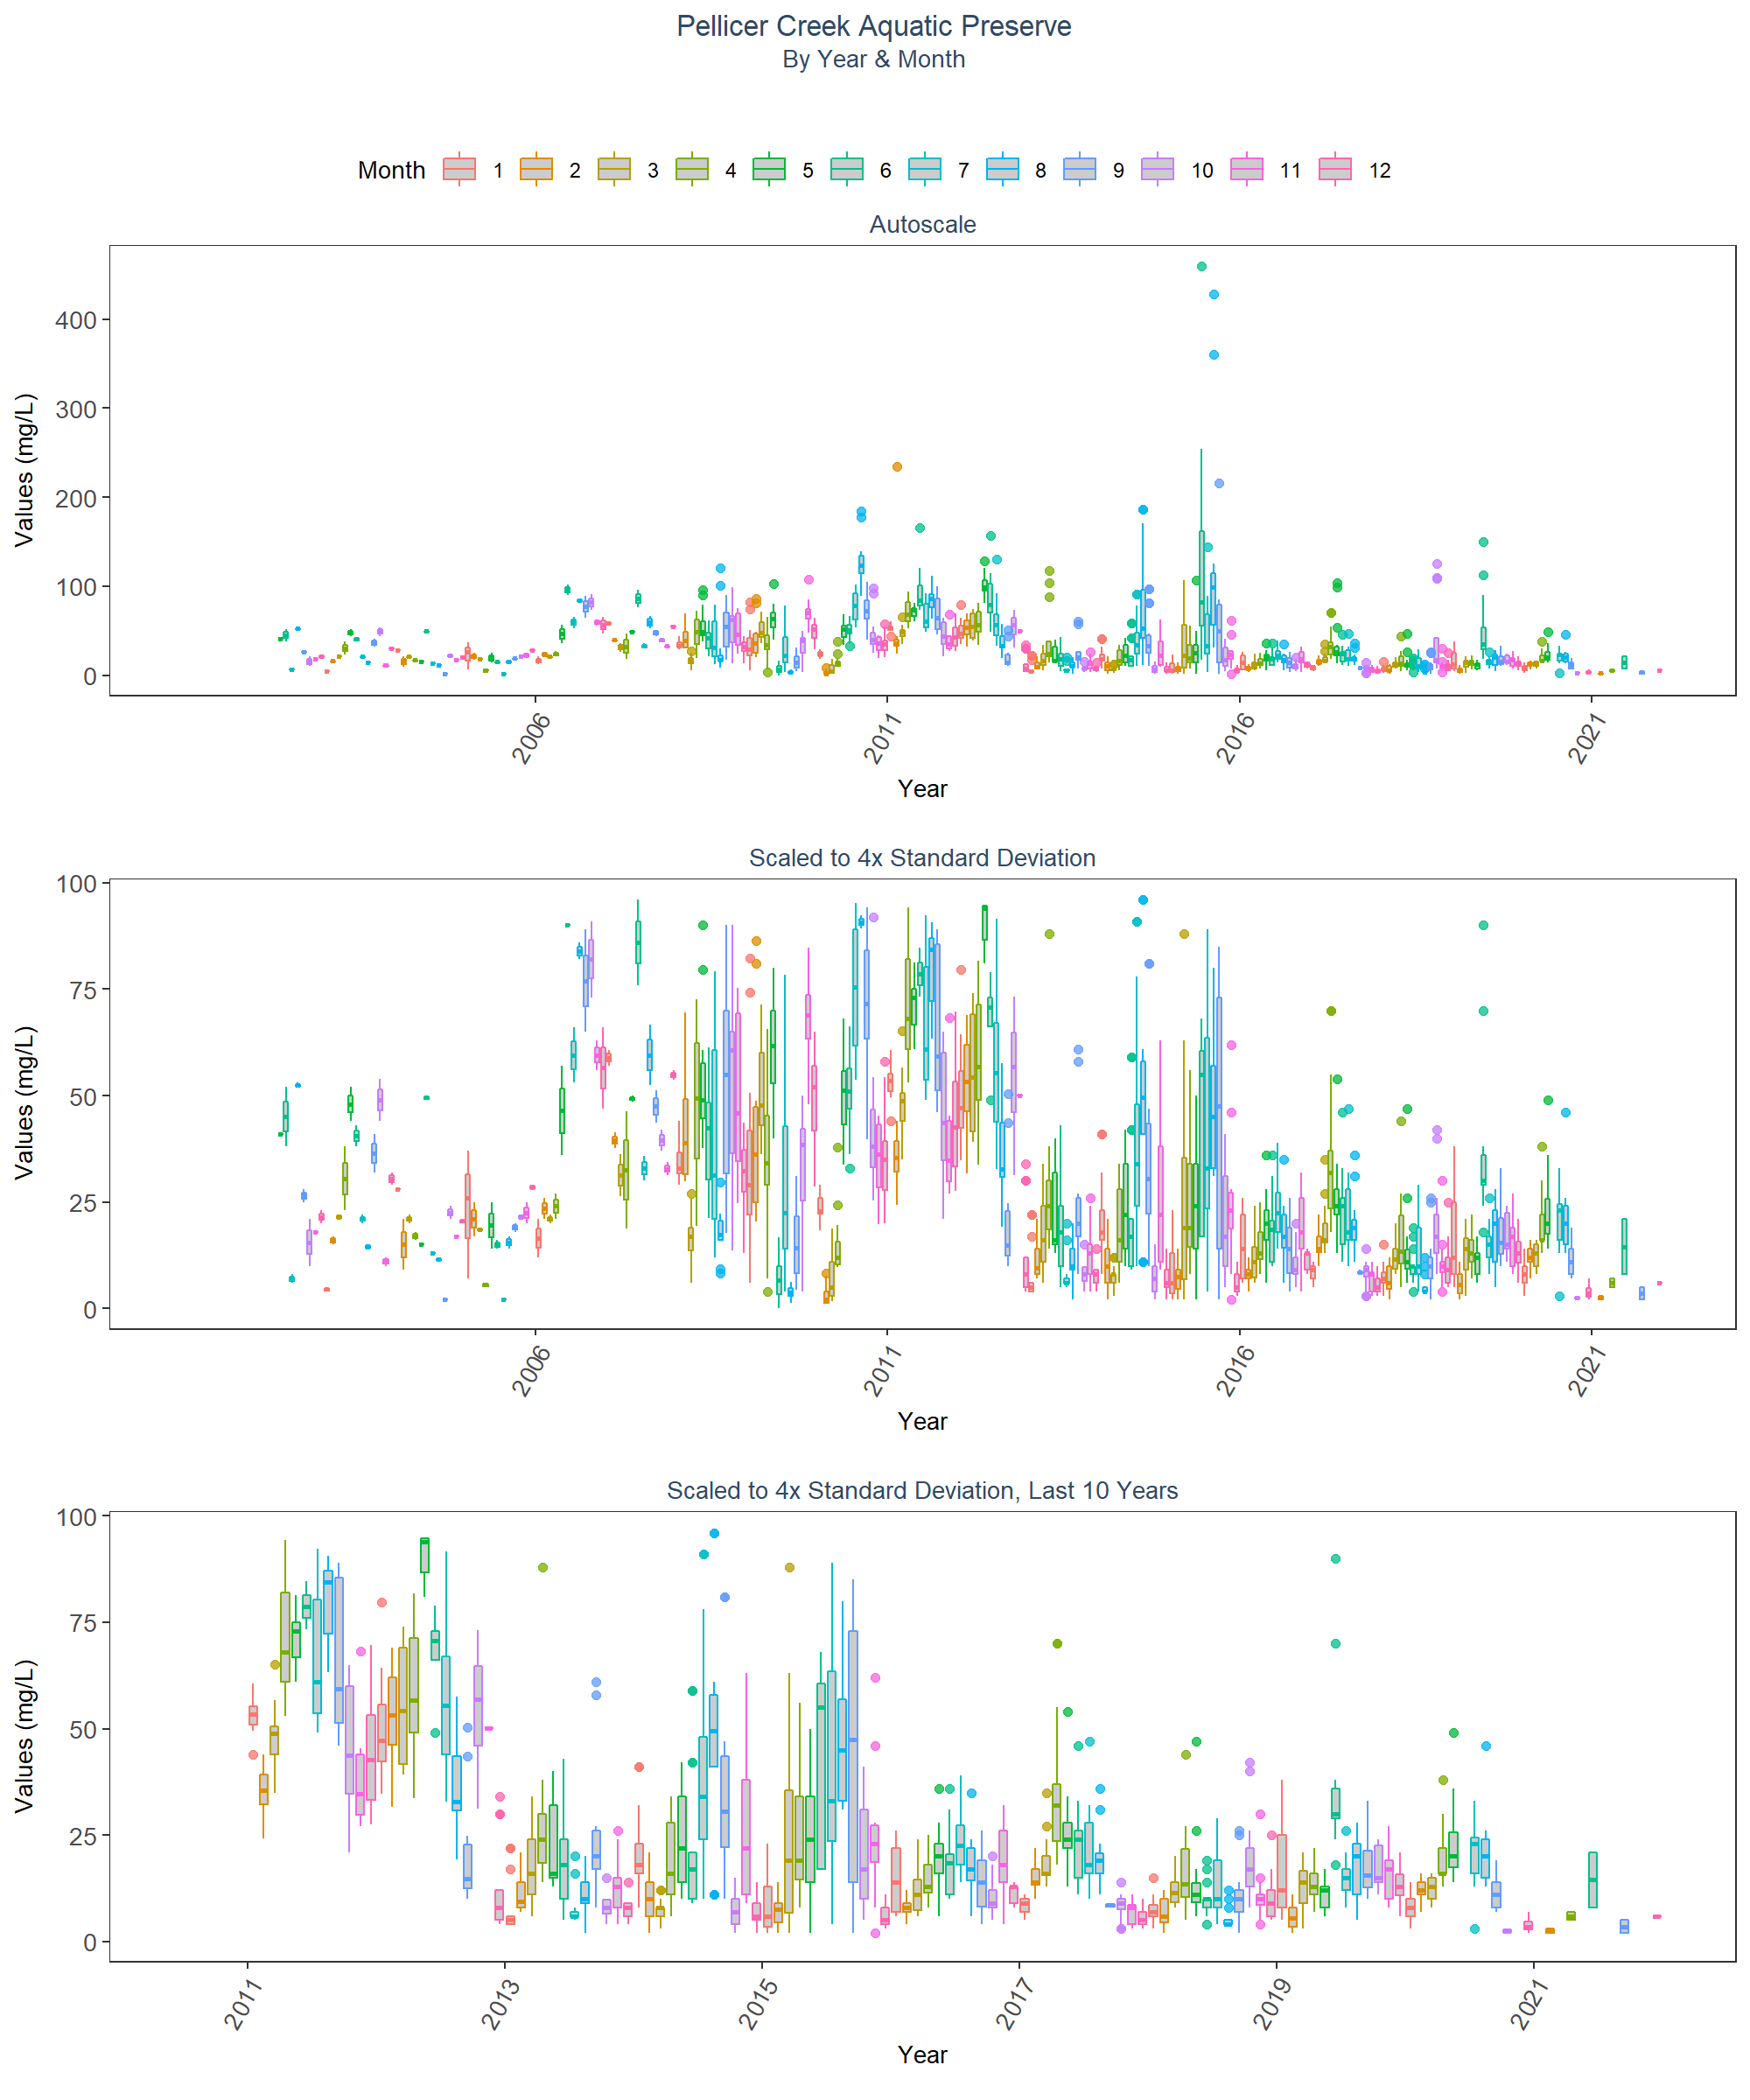 Pellicer Creek Aquatic Preserve
By Year & Month
Month 1 2 3 4 5 6 7 8 9 10 11 12
Autoscale
Values (mg/L)
400
300
200
100
0
2006 2011 2016 2021
Year
Scaled to 4x Standard Deviation
Values (mg/L)
100
75
50
25
0
2006 2011 2016 2021
Year
Scaled to 4x Standard Deviation, Last 10 Years
Values (mg/L)
100
75
50
25
0
2011 2013 2015 2017 2019 2021
Year